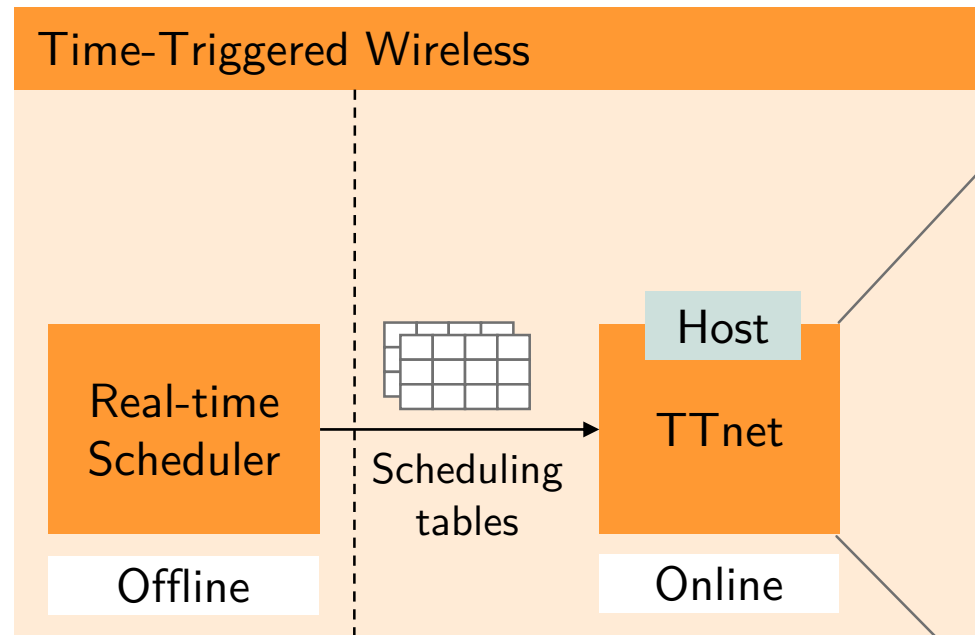 Time-Triggered Wireless
Host
Real-time
Scheduler
TTnet
Scheduling
tables
Offline
Online